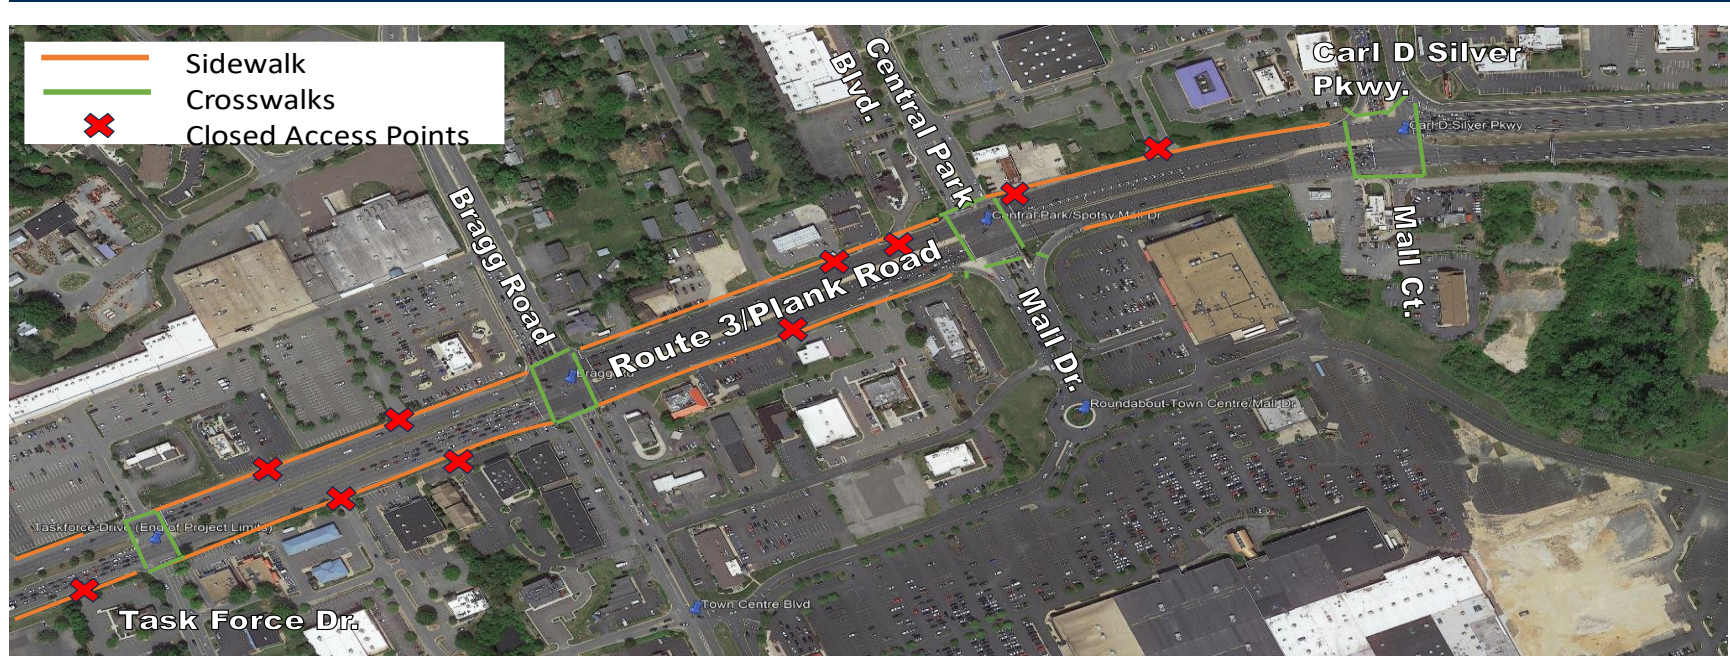 Sidewalk
Crosswalks
Closed Access Points
Carl D Silver
Pkwy.
Central Park
Blvd.
Carl D Silver Pkwy
Bragg Road
Central Park/Spotsy Mall Dr
Mall Ct.
Route 3/Plank Road
Mall Dr.
Bragg Rd
Roundabout-Town Centre/Mall Dr
Taskforce Drive (End of Project Limits)
Town Centre Blvd
Task Force Dr.